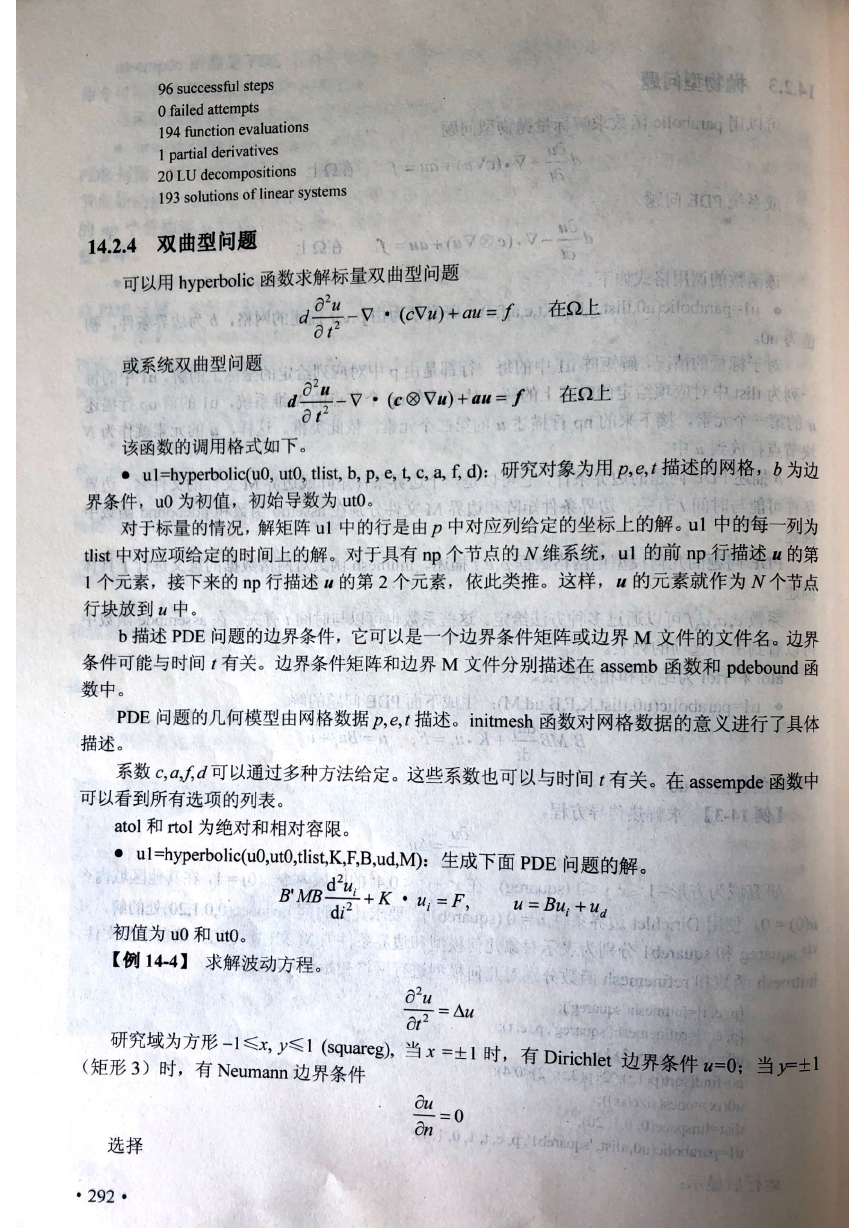 96 successful steps
0 failed attempts
194 function evaluations
1 partial derivatives
20 LU decompositions
193 solutions of linear systems
14.2.4 双曲型问题
可以用 hyperbolic 函数求解标量双曲型问题
d ∂²u/∂t² − ∇ · (c∇u) + au = f 在Ω上
或系统双曲型问题
d ∂²u/∂t² − ∇ · (c⊗∇u) + au = f 在Ω上
该函数的调用格式如下。
● u1=hyperbolic(u0, ut0, tlist, b, p, e, t, c, a, f, d)：研究对象为用 p,e,t 描述的网格，b 为边
界条件，u0 为初值，初始导数为 ut0。
对于标量的情况，解矩阵 u1 中的行是由 p 中对应列给定的坐标上的解。u1 中的每一列为
tlist 中对应项给定的时间上的解。对于具有 np 个节点的 N 维系统，u1 的前 np 行描述 u 的第
1 个元素，接下来的 np 行描述 u 的第 2 个元素，依此类推。这样，u 的元素就作为 N 个节点
行块放到 u 中。
b 描述 PDE 问题的边界条件，它可以是一个边界条件矩阵或边界 M 文件的文件名。边界
条件可能与时间 t 有关。边界条件矩阵和边界 M 文件分别描述在 assemb 函数和 pdebound 函
数中。
PDE 问题的几何模型由网格数据 p,e,t 描述。initmesh 函数对网格数据的意义进行了具体
描述。
系数 c,a,f,d 可以通过多种方法给定。这些系数也可以与时间 t 有关。在 assempde 函数中
可以看到所有选项的列表。
atol 和 rtol 为绝对和相对容限。
● u1=hyperbolic(u0,ut0,tlist,K,F,B,ud,M)：生成下面 PDE 问题的解。
B'MB d²uᵢ/di² + K · uᵢ = F, u = Buᵢ + u_d
初值为 u0 和 ut0。
【例 14-4】 求解波动方程。
∂²u/∂t² = Δu
研究域为方形 −1≤x, y≤1 (squareg), 当 x =±1 时，有 Dirichlet 边界条件 u=0；当 y=±1
（矩形 3）时，有 Neumann 边界条件
∂u/∂n = 0
选择
·292·